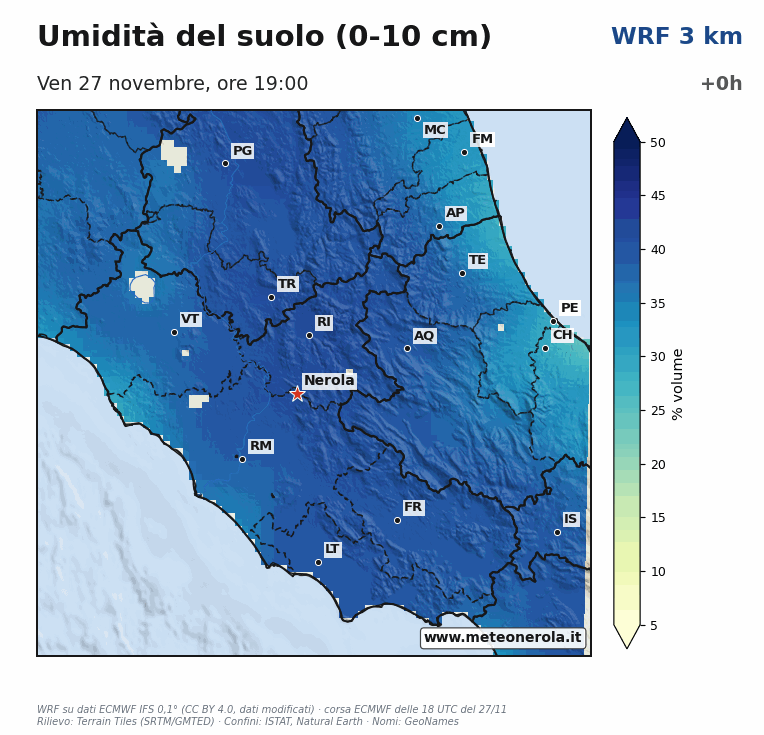 Umidità del suolo (0-10 cm)
WRF 3 km
Ven 27 novembre, ore 19:00
+0h
MC
FM
PG
AP
TE
TR
PE
VT
RI
AQ
CH
Nerola
RM
FR
IS
LT
www.meteonerola.it
50
45
40
35
30
25
20
15
10
5
% volume
WRF su dati ECMWF IFS 0,1° (CC BY 4.0, dati modificati) · corsa ECMWF delle 18 UTC del 27/11
Rilievo: Terrain Tiles (SRTM/GMTED) · Confini: ISTAT, Natural Earth · Nomi: GeoNames